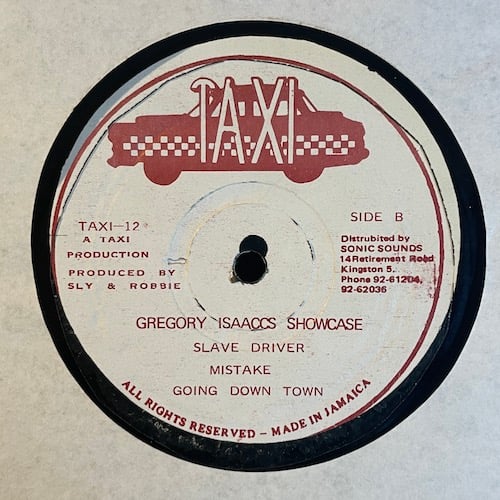 TAXI
TAXI-12
A TAXI
PRODUCTION
PRODUCED BY
SLY & ROBBIE
SIDE B
Distrubited by
SONIC SOUNDS
14Retirement Road
Kingston 5.
Phone 92-61204,
92-62036
GREGORY ISAACCS SHOWCASE
SLAVE DRIVER
MISTAKE
GOING DOWN TOWN
ALL RIGHTS RESERVED - MADE IN JAMAICA